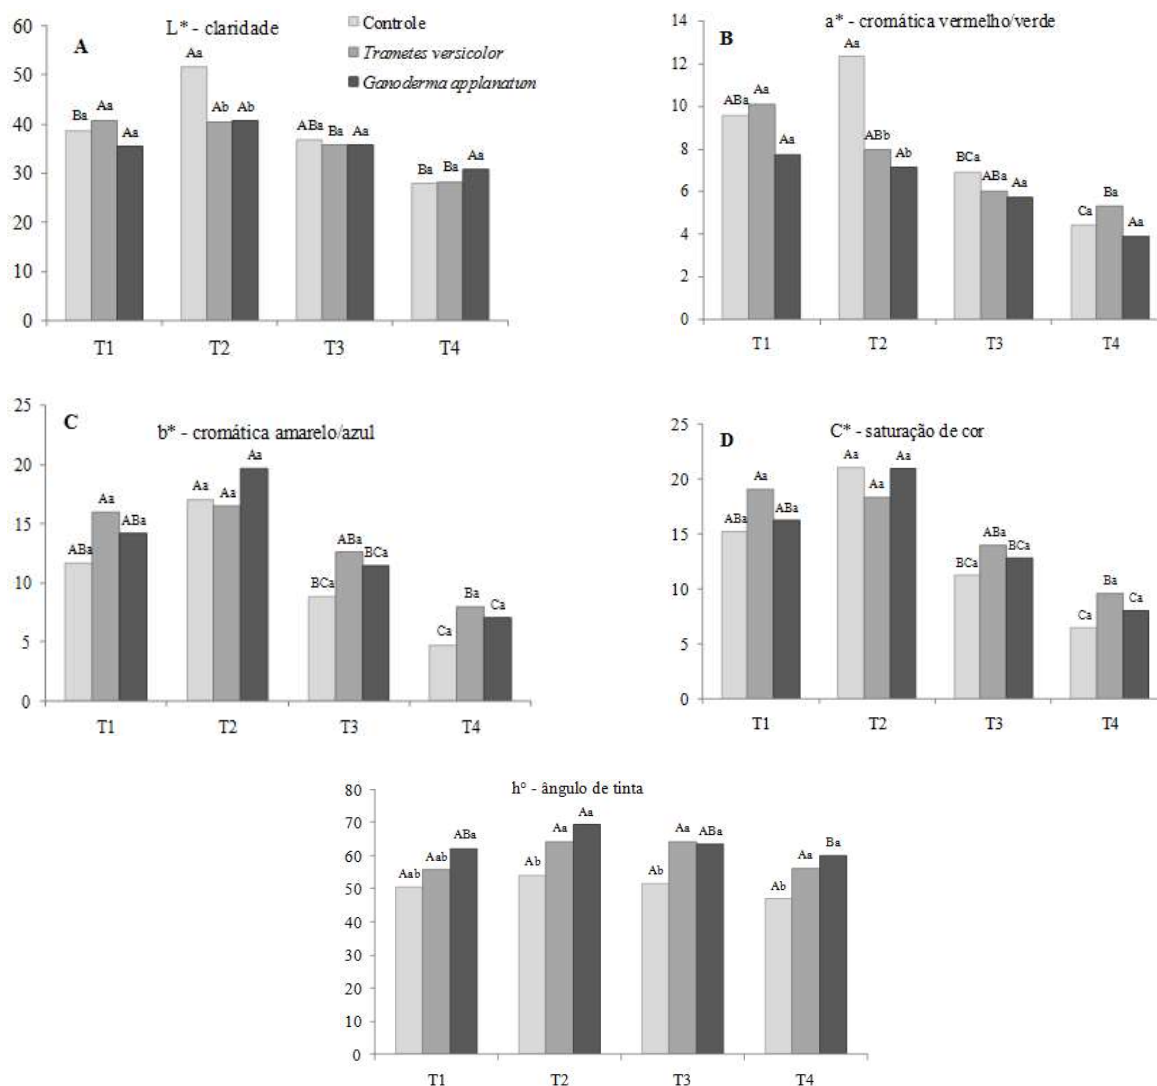 A
L* - claridade
Controle
Trametes versicolor
Ganoderma applanatum
60
50
40
30
20
10
0
Ba Aa Aa
Aa Ab Ab
ABa Ba Aa
Ba Ba Aa
T1 T2 T3 T4
B
a* - cromática vermelho/verde
14
12
10
8
6
4
2
0
ABa Aa Aa
Aa ABb Ab
BCa ABa Aa
Ca Ba Aa
T1 T2 T3 T4
C
b* - cromática amarelo/azul
25
20
15
10
5
0
ABa Aa ABa
Aa Aa Aa
BCa ABa BCa
Ca Ba Ca
T1 T2 T3 T4
D
C* - saturação de cor
25
20
15
10
5
0
ABa Aa ABa
Aa Aa Aa
BCa ABa BCa
Ca Ba Ca
T1 T2 T3 T4
h° - ângulo de tinta
80
70
60
50
40
30
20
10
0
Aab Aab ABa
Ab Aa Aa
Ab Aa ABa
Ab Aa Ba
T1 T2 T3 T4